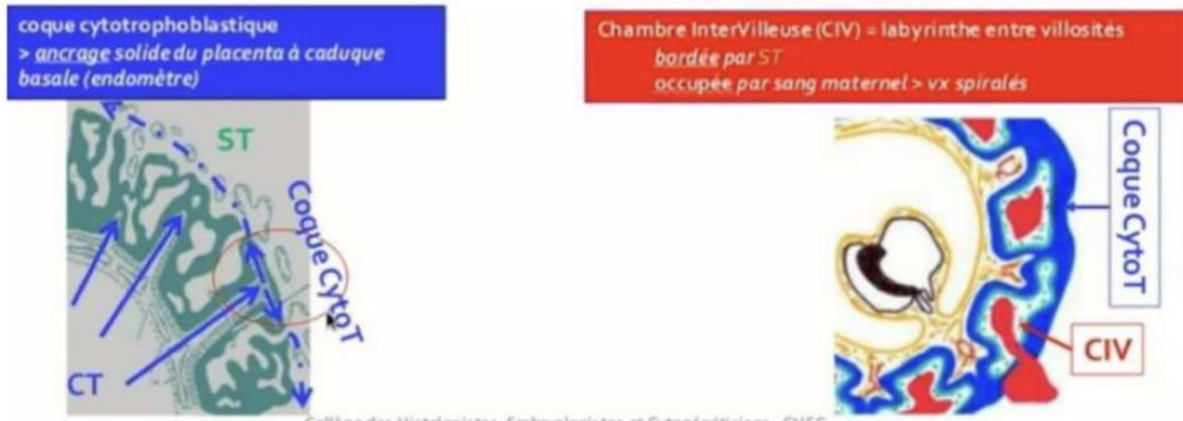 coque cytotrophoblastique
> ancrage solide du placenta à caduque
basale (endomètre)
Chambre InterVilleuse (CIV) = labyrinthe entre villosités
bordée par ST
occupée par sang maternel > vx spiralés
ST
Coque CytoT
CT
Coque CytoT
CIV